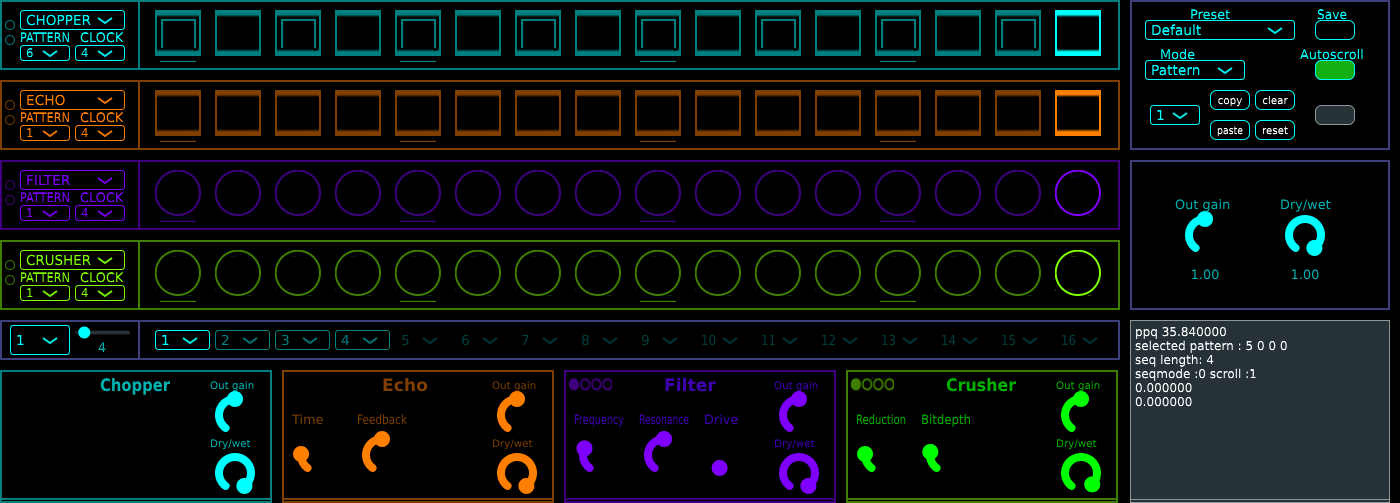 CHOPPER
PATTERN CLOCK
6 4
ECHO
PATTERN CLOCK
1 4
FILTER
PATTERN CLOCK
1 4
CRUSHER
PATTERN CLOCK
1 4
Preset Save
Default
Mode Autoscroll
Pattern
1 copy clear
paste reset
Out gain Dry/wet
1.00 1.00
1 4 1 2 3 4 5 6 7 8 9 10 11 12 13 14 15 16
Chopper
Out gain
Dry/wet
Echo
Out gain
Time Feedback
Dry/wet
Filter
Out gain
Frequency Resonance Drive
Dry/wet
Crusher
Out gain
Reduction Bitdepth
Dry/wet
ppq 35.840000
selected pattern : 5 0 0 0
seq length: 4
seqmode :0 scroll :1
0.000000
0.000000